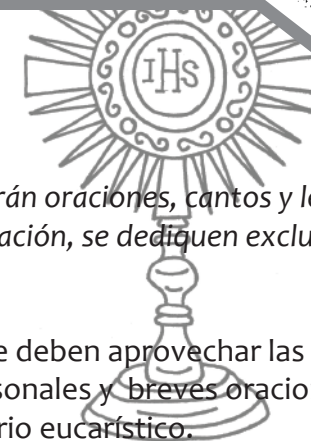 IHS
rán oraciones, cantos y le
ación, se dediquen exclu
e deben aprovechar las
sonales y breves oracio
rio eucarístico.